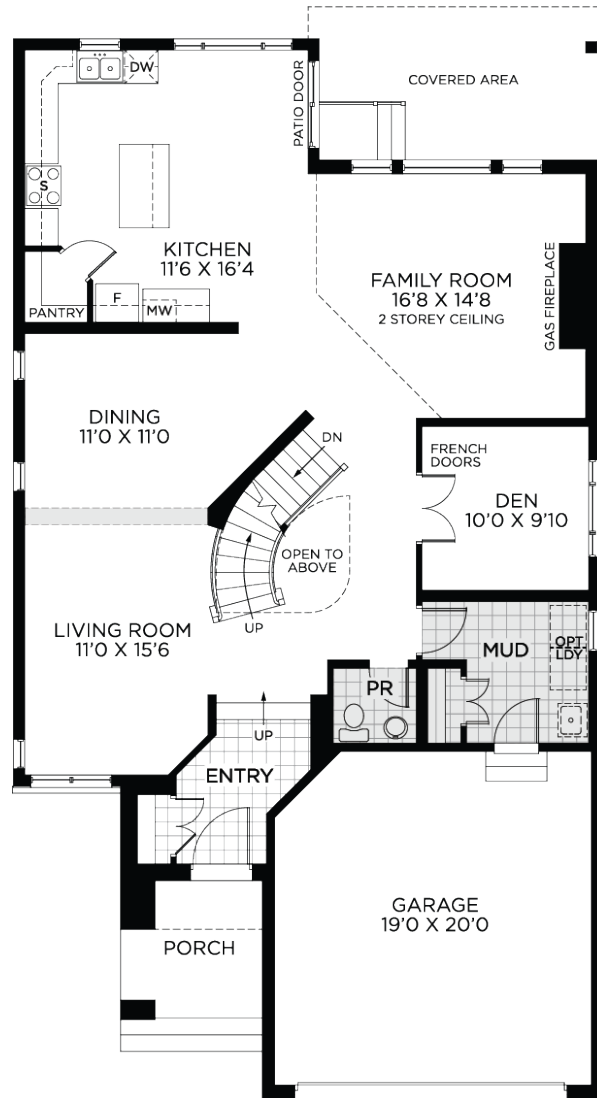 DW
PATIO DOOR
COVERED AREA
S
KITCHEN
11'6 X 16'4
PANTRY
F
MW
FAMILY ROOM
16'8 X 14'8
2 STOREY CEILING
GAS FIREPLACE
DINING
11'0 X 11'0
DN
FRENCH
DOORS
DEN
10'0 X 9'10
OPEN TO
ABOVE
UP
LIVING ROOM
11'0 X 15'6
MUD
OPT
LDY
PR
UP
ENTRY
GARAGE
19'0 X 20'0
PORCH